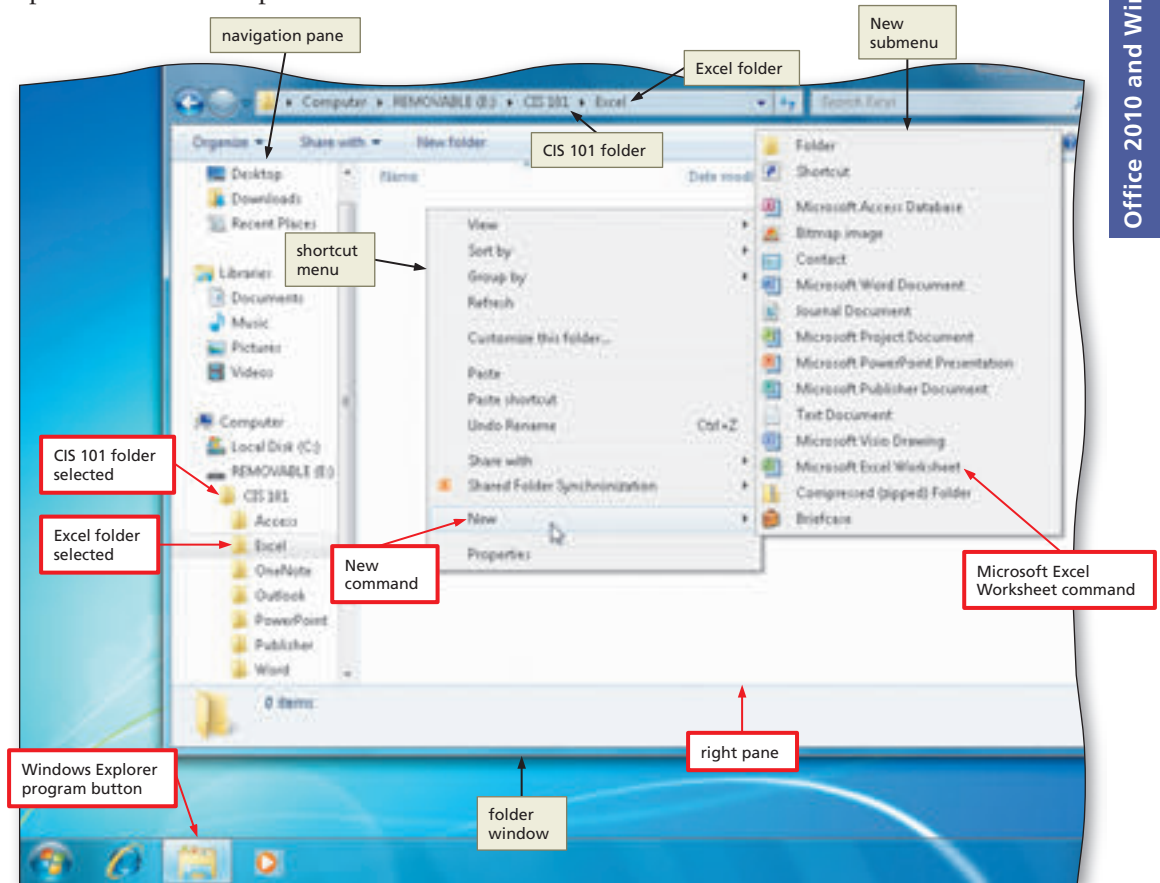 navigation pane
New
submenu
Excel folder
Office 2010 and Win
Computer REMOVABLE (E:) CIS 101 Excel
Search Excel
Organize Share with New folder
CIS 101 folder
Name
Date modi
Desktop
Downloads
Recent Places
Libraries
Documents
Music
Pictures
Videos
Computer
Local Disk (C:)
REMOVABLE (E:)
CIS 101
Access
Excel
OneNote
Outlook
PowerPoint
Publisher
Word
shortcut
menu
View
Sort by
Group by
Refresh
Customize this folder...
Paste
Paste shortcut
Undo Rename Ctrl+Z
Share with
Shared Folder Synchronization
New
Properties
Folder
Shortcut
Microsoft Access Database
Bitmap image
Contact
Microsoft Word Document
Journal Document
Microsoft Project Document
Microsoft PowerPoint Presentation
Microsoft Publisher Document
Text Document
Microsoft Visio Drawing
Microsoft Excel Worksheet
Compressed (zipped) Folder
Briefcase
CIS 101 folder
selected
Excel folder
selected
New
command
Microsoft Excel
Worksheet command
0 items
right pane
Windows Explorer
program button
folder
window